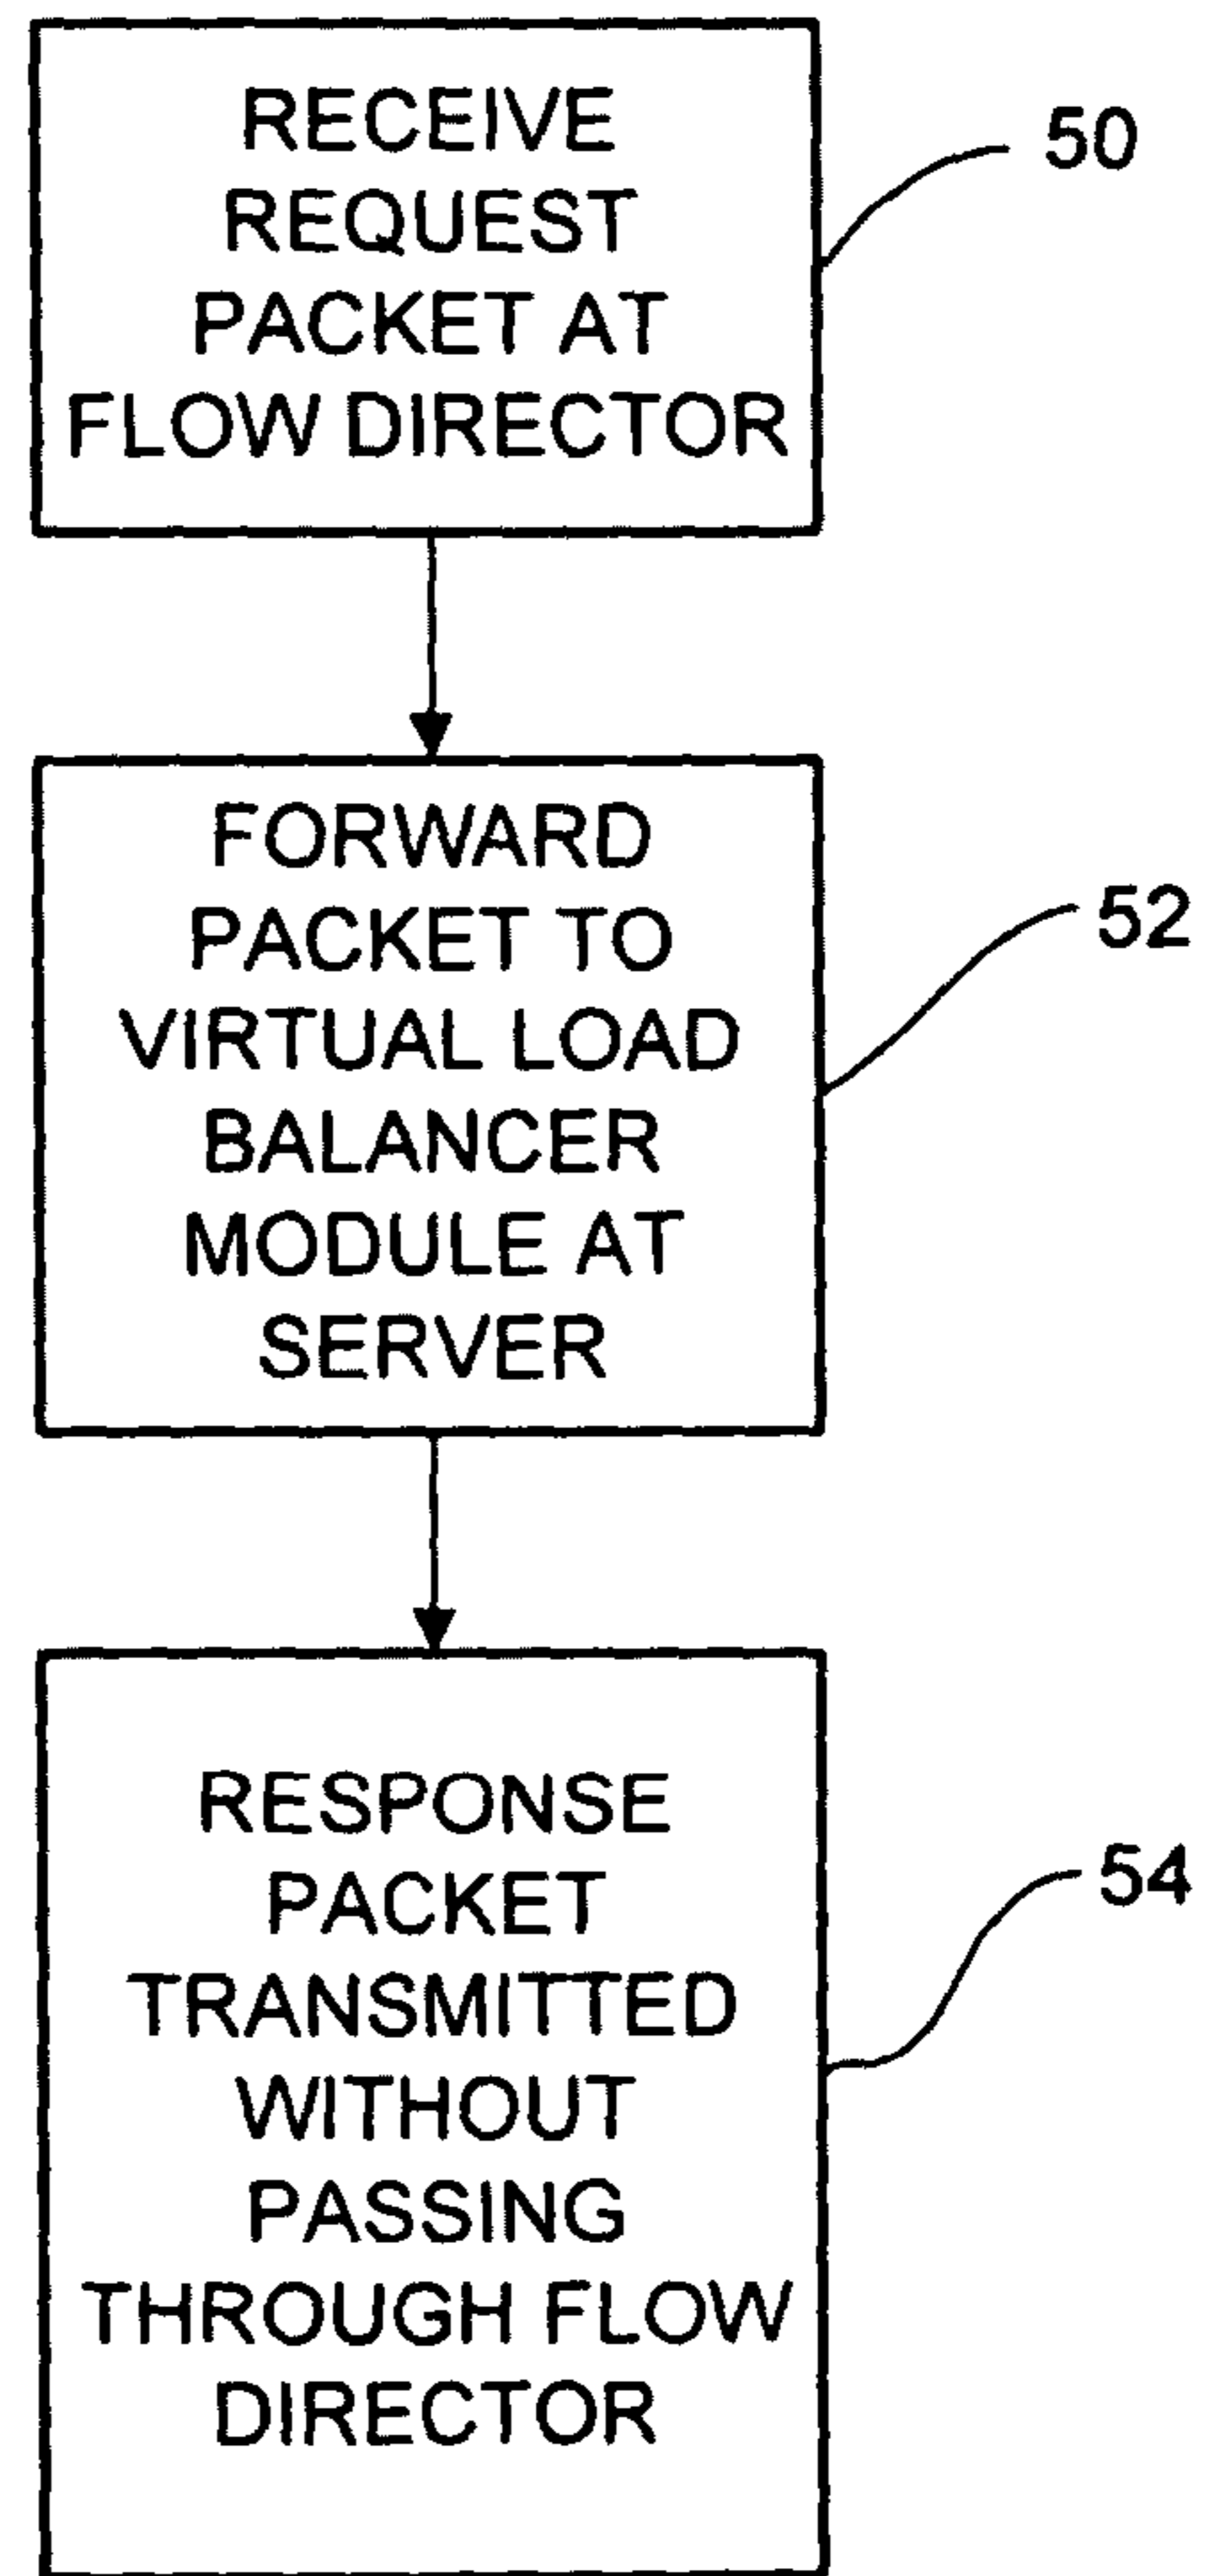 RECEIVE
REQUEST
PACKET AT
FLOW DIRECTOR
50
FORWARD
PACKET TO
VIRTUAL LOAD
BALANCER
MODULE AT
SERVER
52
RESPONSE
PACKET
TRANSMITTED
WITHOUT
PASSING
THROUGH FLOW
DIRECTOR
54